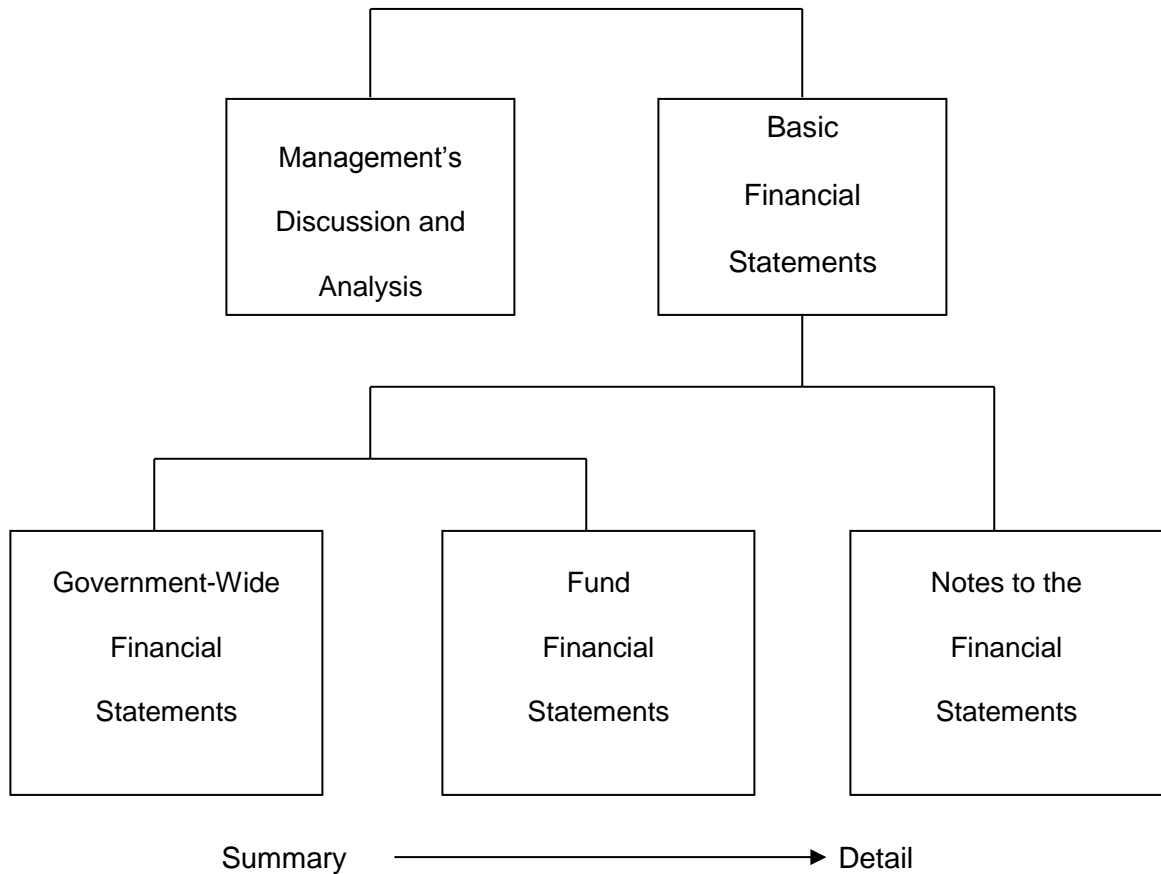 Management’s
Discussion and
Analysis
Basic
Financial
Statements
Government-Wide
Financial
Statements
Fund
Financial
Statements
Notes to the
Financial
Statements
Summary
Detail